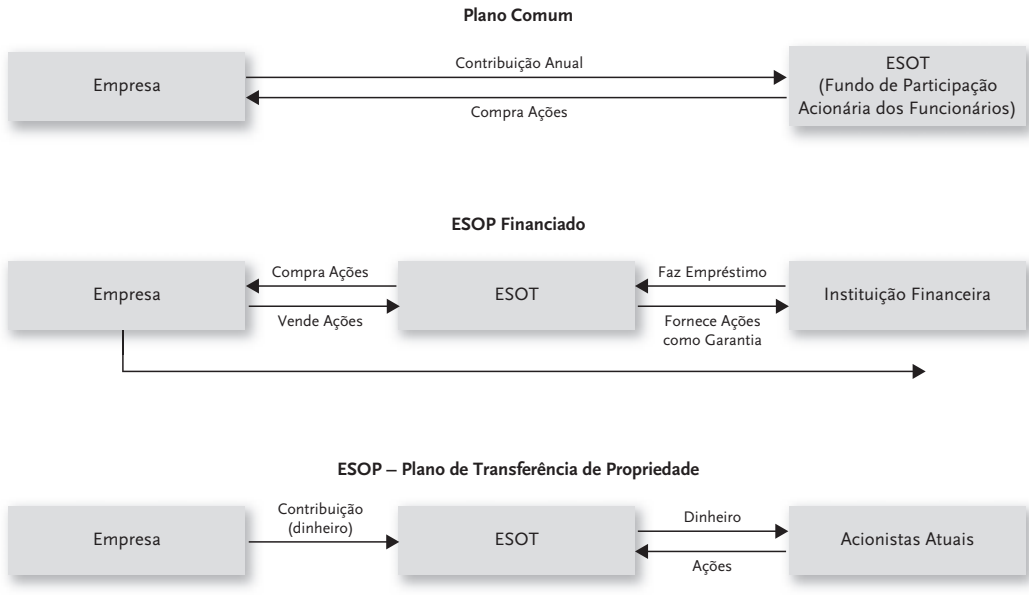 Plano Comum
Empresa
Contribuição Anual
Compra Ações
ESOT
(Fundo de Participação
Acionária dos Funcionários)
ESOP Financiado
Empresa
Compra Ações
Vende Ações
ESOT
Faz Empréstimo
Fornece Ações
como Garantia
Instituição Financeira
ESOP – Plano de Transferência de Propriedade
Empresa
Contribuição
(dinheiro)
ESOT
Dinheiro
Ações
Acionistas Atuais